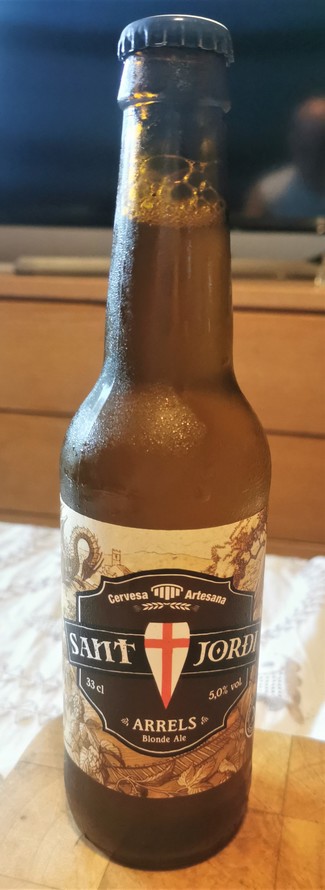 Cervesa Artesana
SANT JORDI
33 cl
5,0% vol.
ARRELS
Blonde Ale